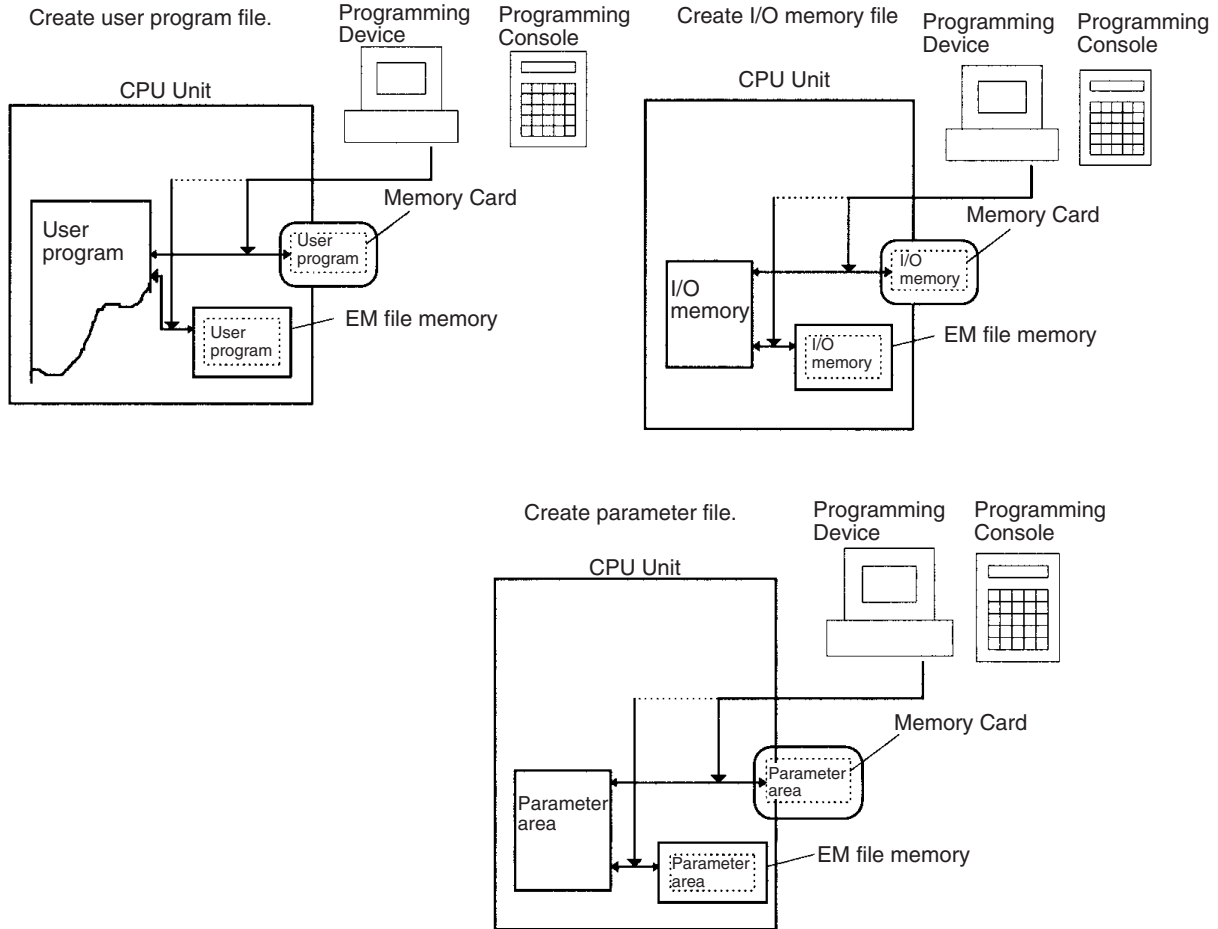 Create user program file.
Programming
Device
Programming
Console
CPU Unit
User
program
Memory Card
User
program
EM file memory
User
program
Create I/O memory file
Programming
Device
Programming
Console
CPU Unit
I/O
memory
Memory Card
I/O
memory
EM file memory
I/O
memory
Create parameter file.
Programming
Device
Programming
Console
CPU Unit
Parameter
area
Memory Card
Parameter
area
EM file memory
Parameter
area